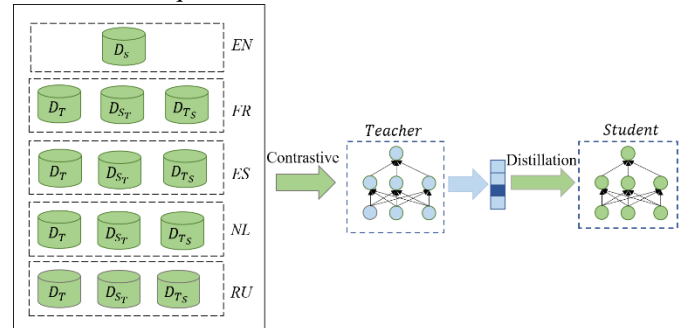 D_S EN
D_T D_{S_T} D_{T_S} FR
D_T D_{S_T} D_{T_S} ES
D_T D_{S_T} D_{T_S} NL
D_T D_{S_T} D_{T_S} RU
Contrastive
Teacher
Distillation
Student